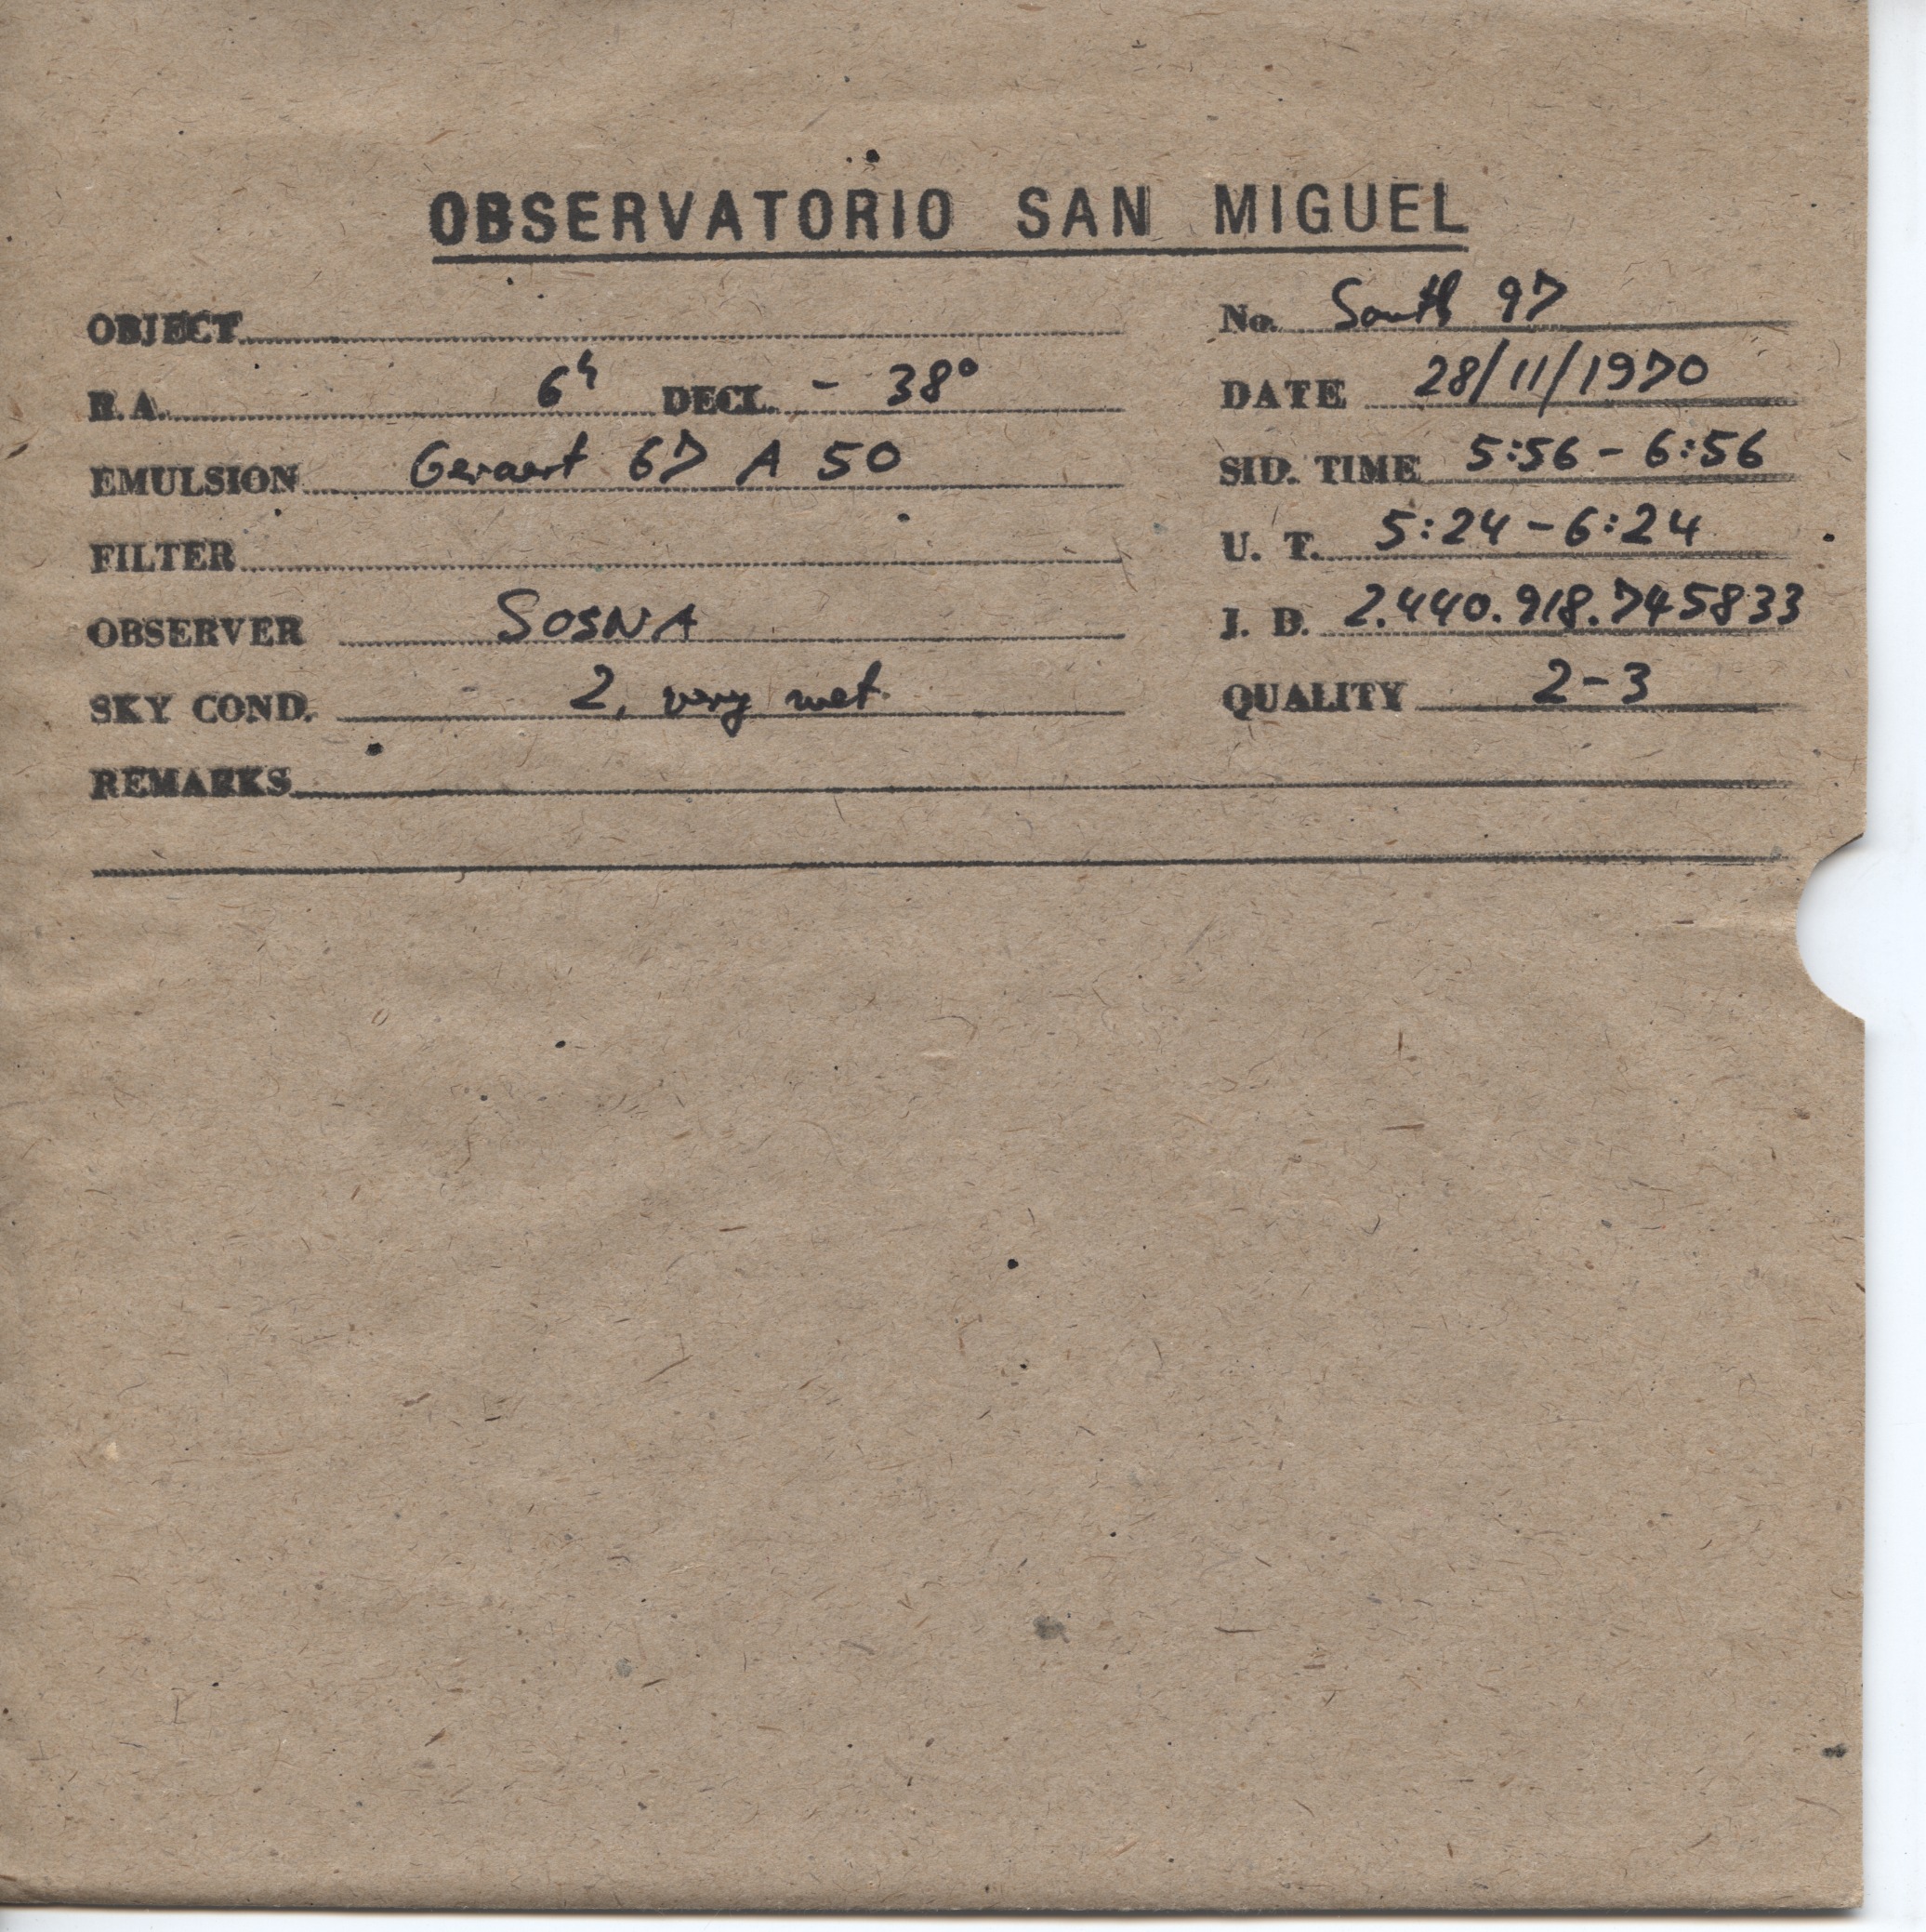 OBSERVATORIO SAN MIGUEL
OBJECT No. South 97
R.A. 6h DECL. - 38° DATE 28/11/1970
EMULSION Gevaert 67 A 50 SID. TIME 5:56 - 6:56
FILTER U. T. 5:24 - 6:24
OBSERVER SOSNA J. D. 2.440.918.745833
SKY COND. 2, very wet. QUALITY 2-3
REMARKS